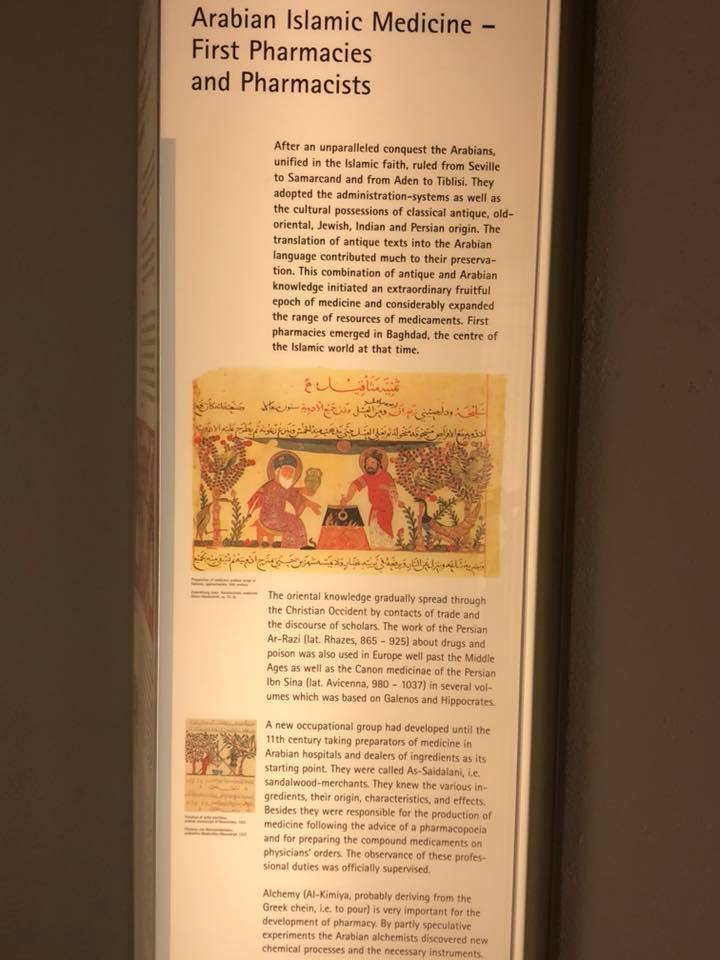 Arabian Islamic Medicine –
First Pharmacies
and Pharmacists
After an unparalleled conquest the Arabians,
unified in the Islamic faith, ruled from Seville
to Samarcand and from Aden to Tiblisi. They
adopted the administration-systems as well as
the cultural possessions of classical antique, old-
oriental, Jewish, Indian and Persian origin. The
translation of antique texts into the Arabian
language contributed much to their preserva-
tion. This combination of antique and Arabian
knowledge initiated an extraordinary fruitful
epoch of medicine and considerably expanded
the range of resources of medicaments. First
pharmacies emerged in Baghdad, the centre of
the Islamic world at that time.
The oriental knowledge gradually spread through
the Christian Occident by contacts of trade and
the discourse of scholars. The work of the Persian
Ar-Razi (lat. Rhazes, 865 – 925) about drugs and
poison was also used in Europe well past the Middle
Ages as well as the Canon medicinae of the Persian
Ibn Sina (lat. Avicenna, 980 – 1037) in several vol-
umes which was based on Galenos and Hippocrates.
A new occupational group had developed until the
11th century taking preparators of medicine in
Arabian hospitals and dealers of ingredients as its
starting point. They were called As-Saidalani, i.e.
sandalwood-merchants. They knew the various in-
gredients, their origin, characteristics, and effects.
Besides they were responsible for the production of
medicine following the advice of a pharmacopoeia
and for preparing the compound medicaments on
physicians' orders. The observance of these profes-
sional duties was officially supervised.
Alchemy (Al-Kimiya, probably deriving from the
Greek chein, i.e. to pour) is very important for the
development of pharmacy. By partly speculative
experiments the Arabian alchemists discovered new
chemical processes and the necessary instruments.